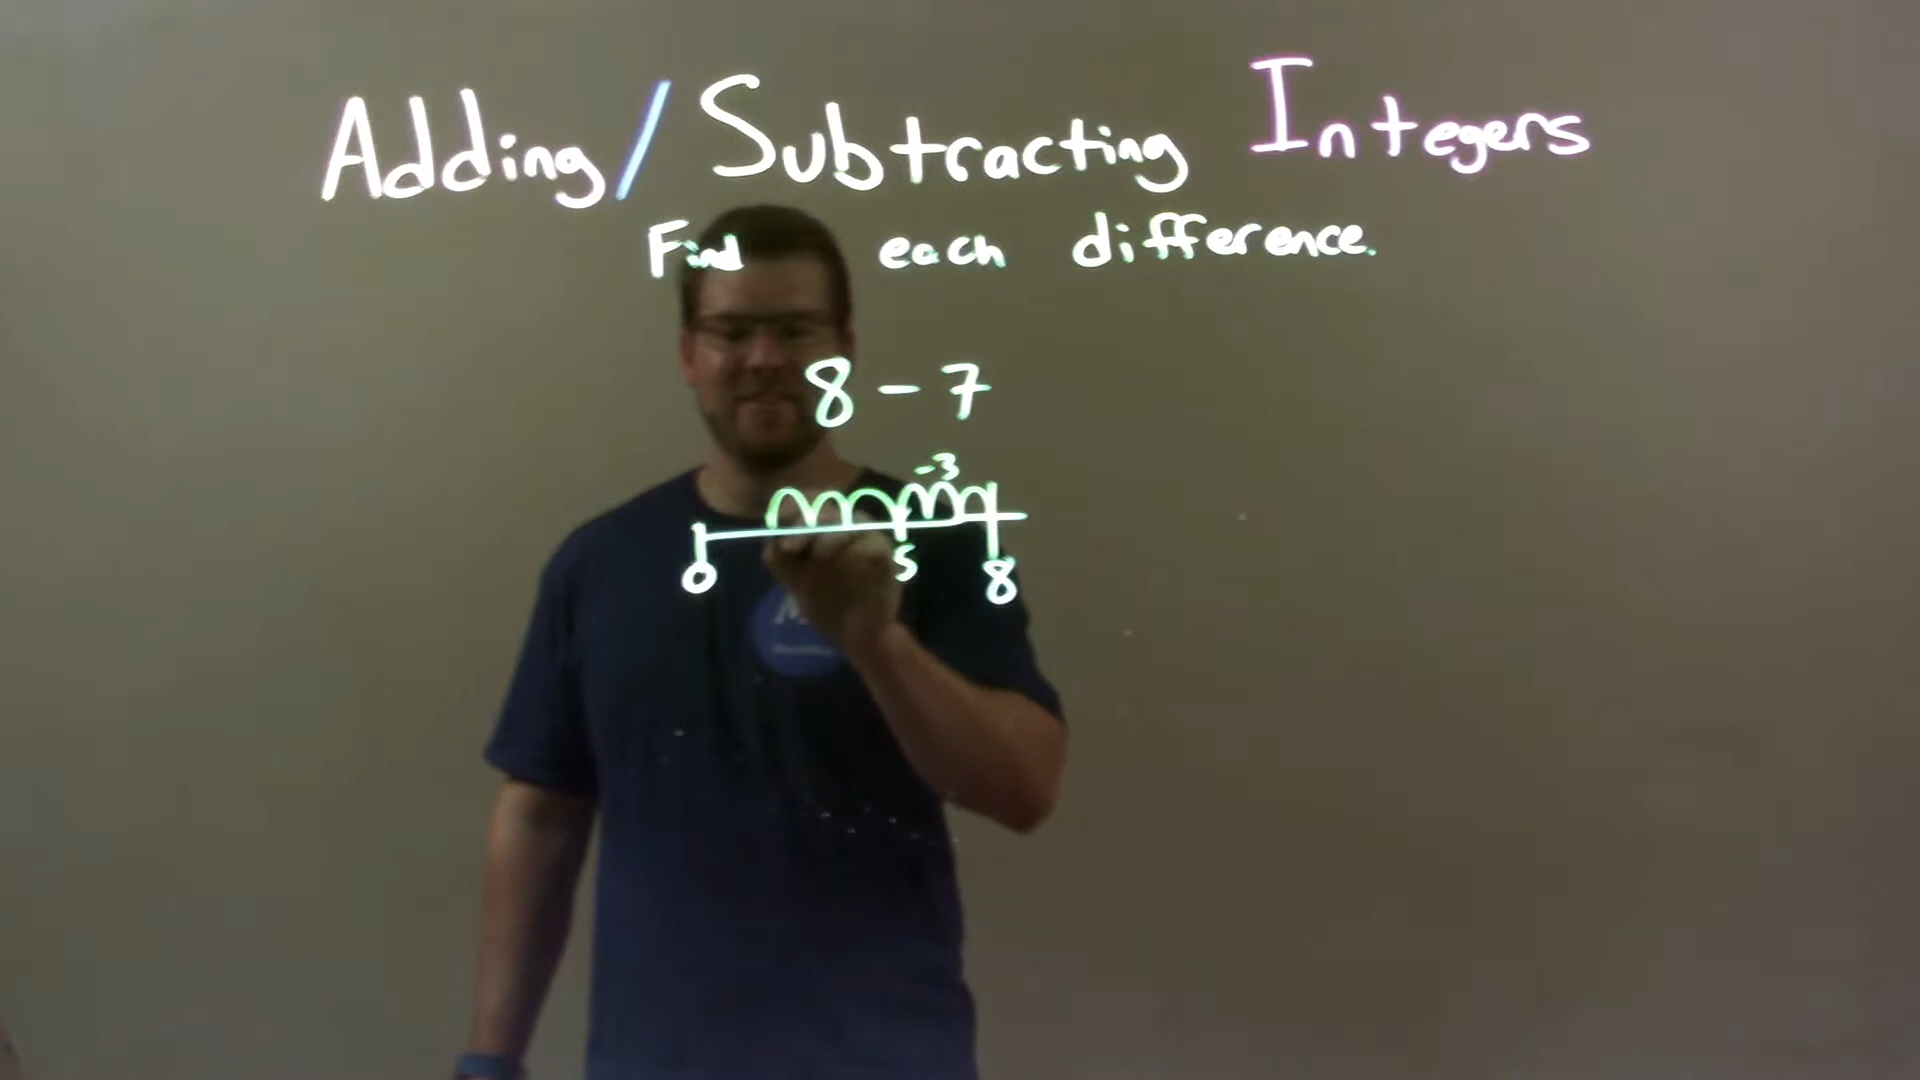 Adding/Subtracting Integers
Find each difference.
8 - 7
-3
0 5 8